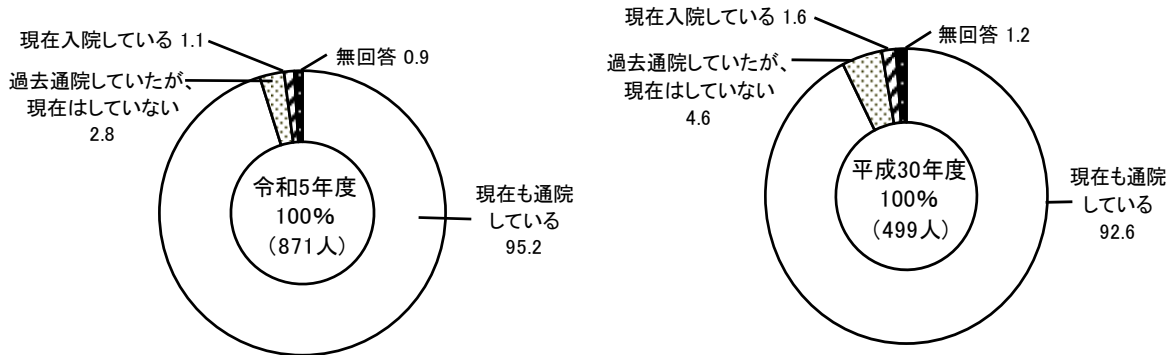 現在入院している 1.1
無回答 0.9
過去通院していたが、
現在はしていない
2.8
令和5年度
100%
（871人）
現在も通院
している
95.2
現在入院している 1.6
無回答 1.2
過去通院していたが、
現在はしていない
4.6
平成30年度
100%
（499人）
現在も通院
している
92.6